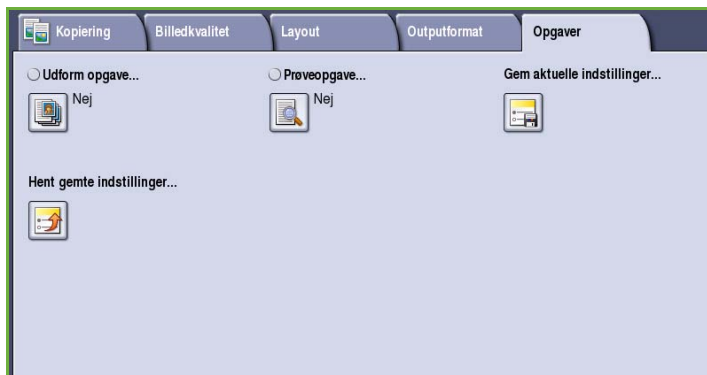 Kopiering
Billedkvalitet
Layout
Outputformat
Opgaver
Udform opgave...
Nej
Prøveopgave...
Nej
Gem aktuelle indstillinger...
Hent gemte indstillinger...